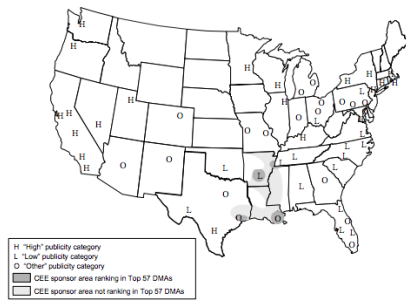 H
H
H H H
H O H H
O L
H H O O O O
H H O O L
H H O O H L
L L
O O L L L L
O L L
L O L O
L O O L
H L L O
O
H "High" publicity category
L "Low" publicity category
O "Other" publicity category
CEE sponsor area ranking in Top 57 DMAs
CEE sponsor area not ranking in Top 57 DMAs